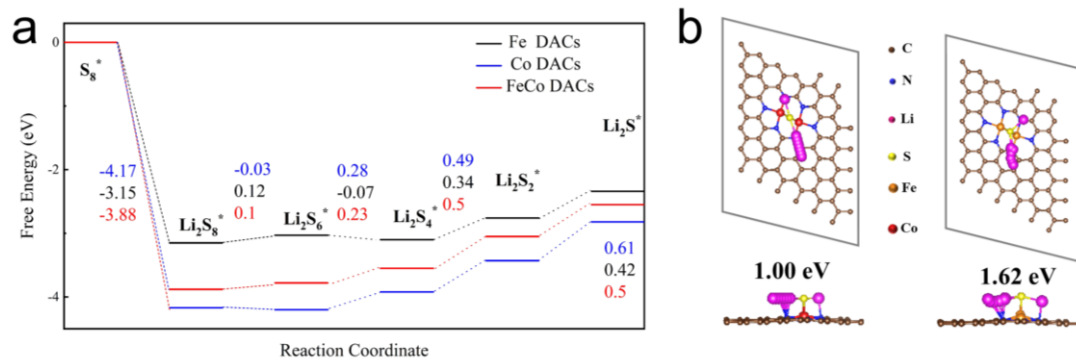 a
Free Energy (eV)
0
-2
-4
Reaction Coordinate
Fe DACs
Co DACs
FeCo DACs
S8*
-4.17
-3.15
-3.88
Li2S8*
-0.03
0.12
0.1
Li2S6*
0.28
-0.07
0.23
Li2S4*
0.49
0.34
0.5
Li2S2*
Li2S*
0.61
0.42
0.5
b
C
N
Li
S
Fe
Co
1.00 eV
1.62 eV